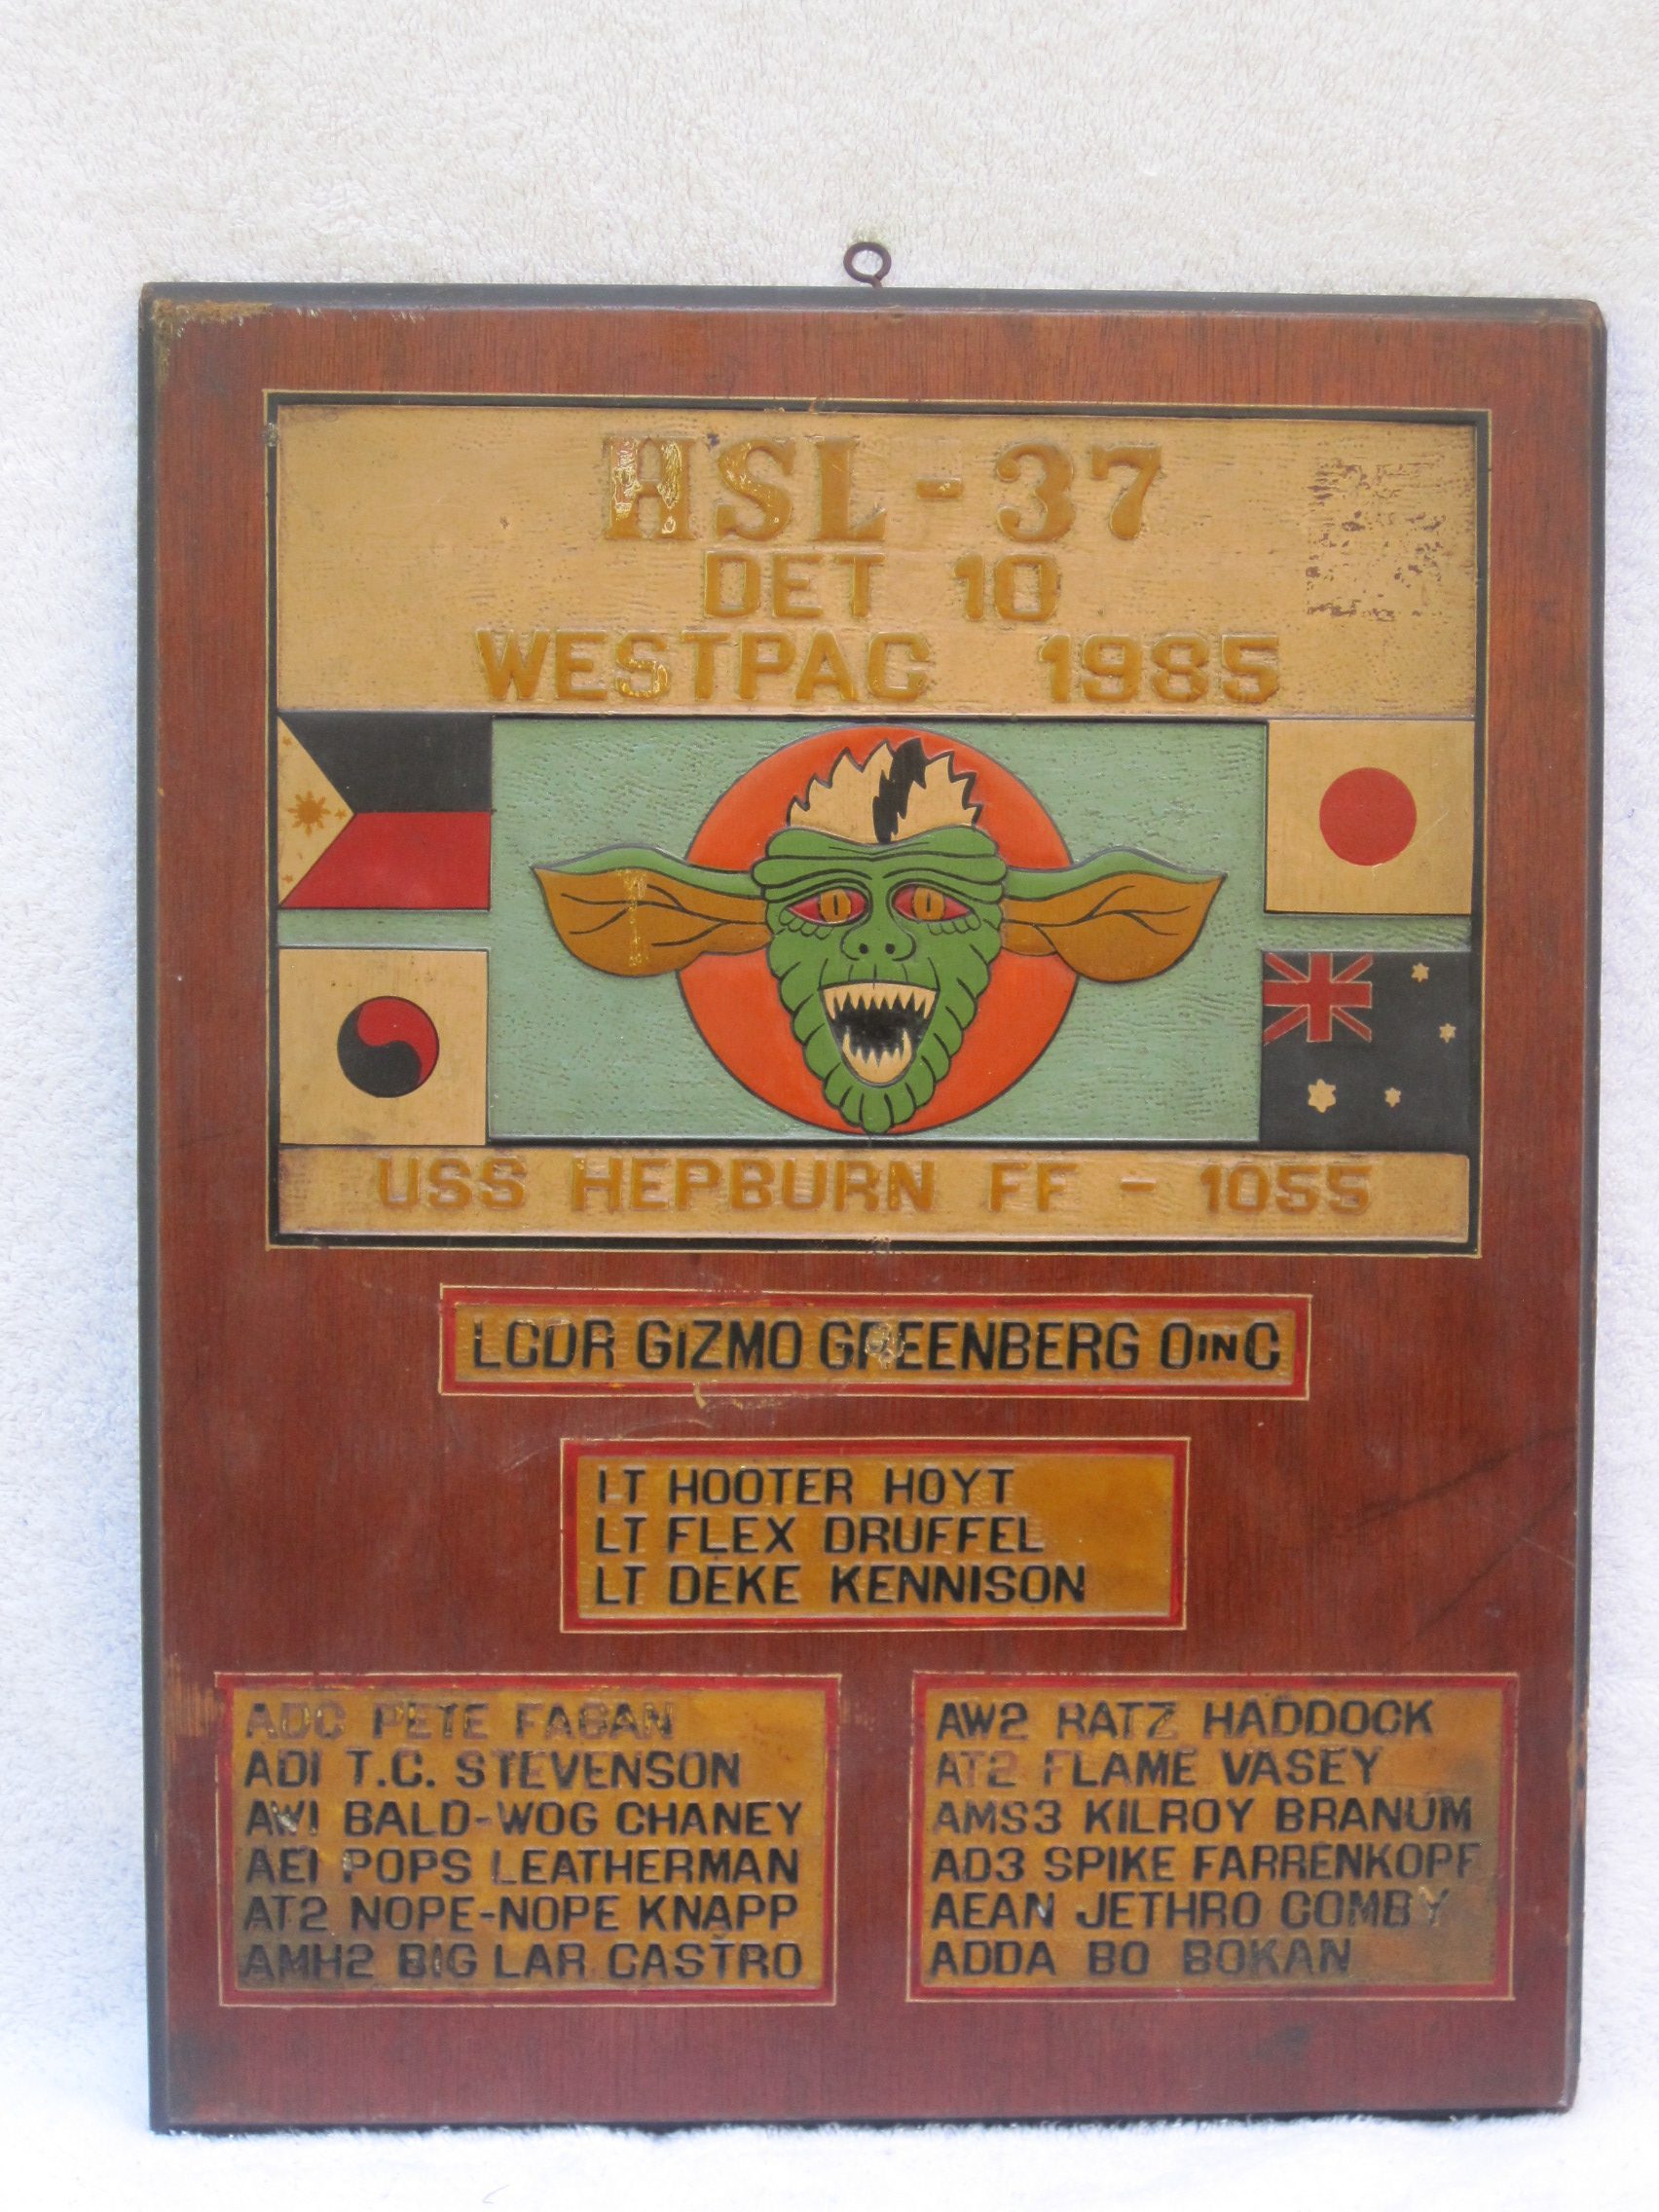 HSL-37
DET 10
WESTPAC 1985
USS HEPBURN FF - 1055
LCDR GiZMO GREENBERG OINC
LT HOOTER HOYT
LT FLEX DRUFFEL
LT DEKE KENNISON
ADC PETE FAGAN
AD1 T.C. STEVENSON
AW1 BALD-WOG CHANEY
AE1 POPS LEATHERMAN
AT2 NOPE-NOPE KNAPP
AMH2 BIG LAR CASTRO
AW2 RATZ HADDOCK
AT2 FLAME VASEY
AMS3 KILROY BRANUM
AD3 SPIKE FARRENKOPF
AEAN JETHRO COMBY
ADDA BO BOKAN